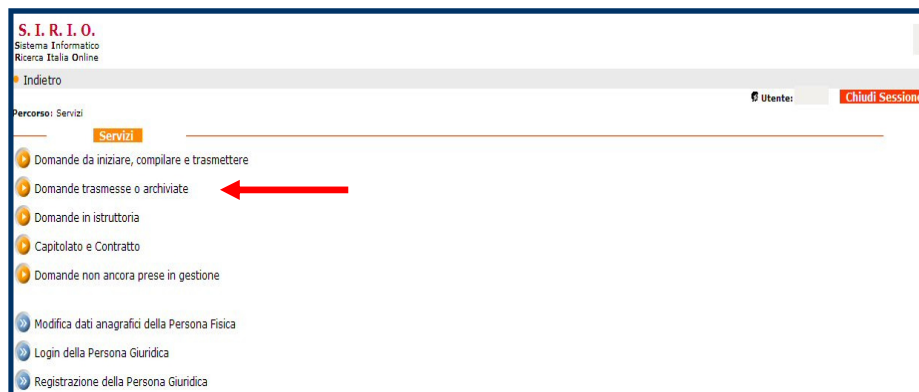 S. I. R. I. O.
Sistema Informatico
Ricerca Italia Online
Indietro
Utente:
Chiudi Sessione
Percorso: Servizi
Servizi
Domande da iniziare, compilare e trasmettere
Domande trasmesse o archiviate
Domande in istruttoria
Capitolato e Contratto
Domande non ancora prese in gestione
Modifica dati anagrafici della Persona Fisica
Login della Persona Giuridica
Registrazione della Persona Giuridica